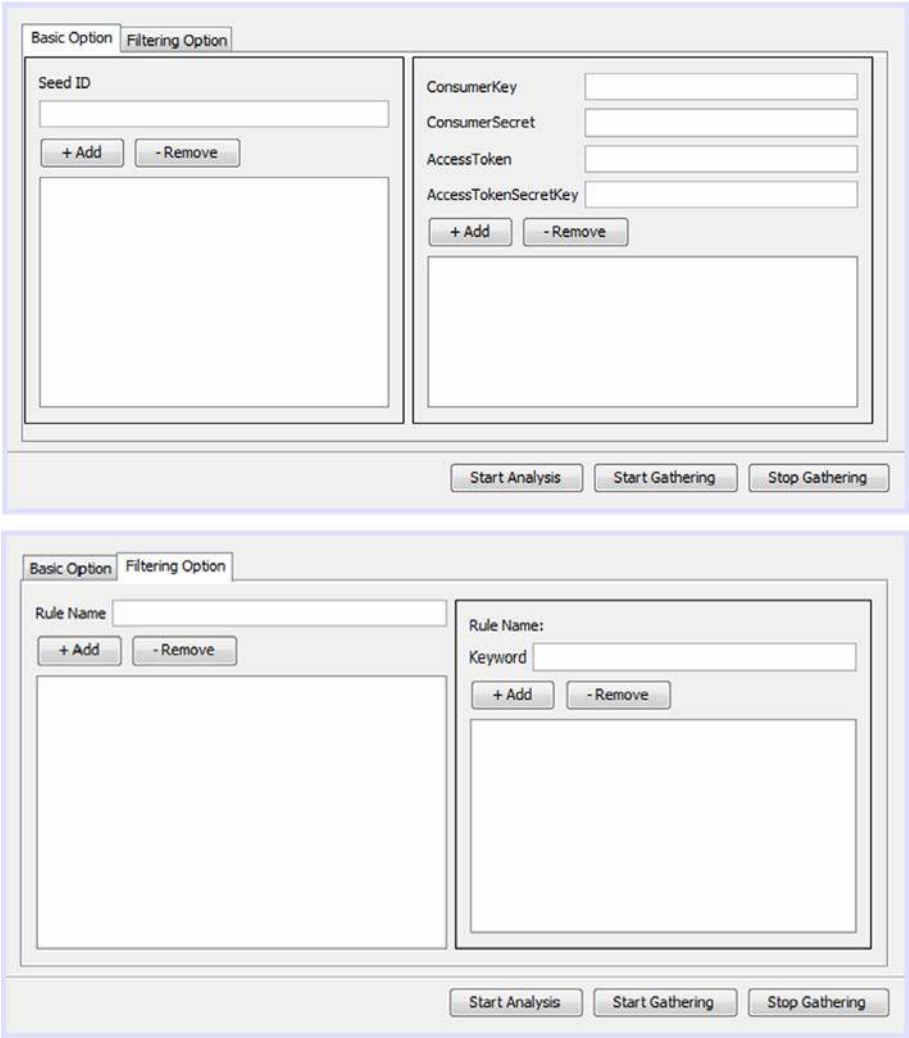 Basic Option Filtering Option
Seed ID
+ Add - Remove
ConsumerKey
ConsumerSecret
AccessToken
AccessTokenSecretKey
+ Add - Remove
Start Analysis Start Gathering Stop Gathering
Basic Option Filtering Option
Rule Name
+ Add - Remove
Rule Name:
Keyword
+ Add - Remove
Start Analysis Start Gathering Stop Gathering